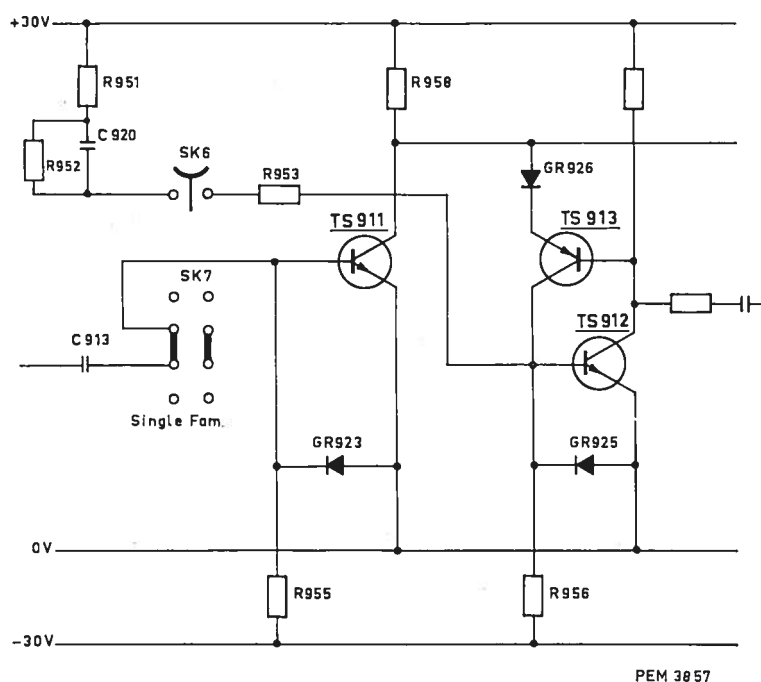 +30V
R951
R958
C920
SK6
R952
R953
GR926
TS911
TS913
SK7
TS912
C913
Single Fam.
GR923
GR925
0V
R955
R956
-30V
PEM 3857